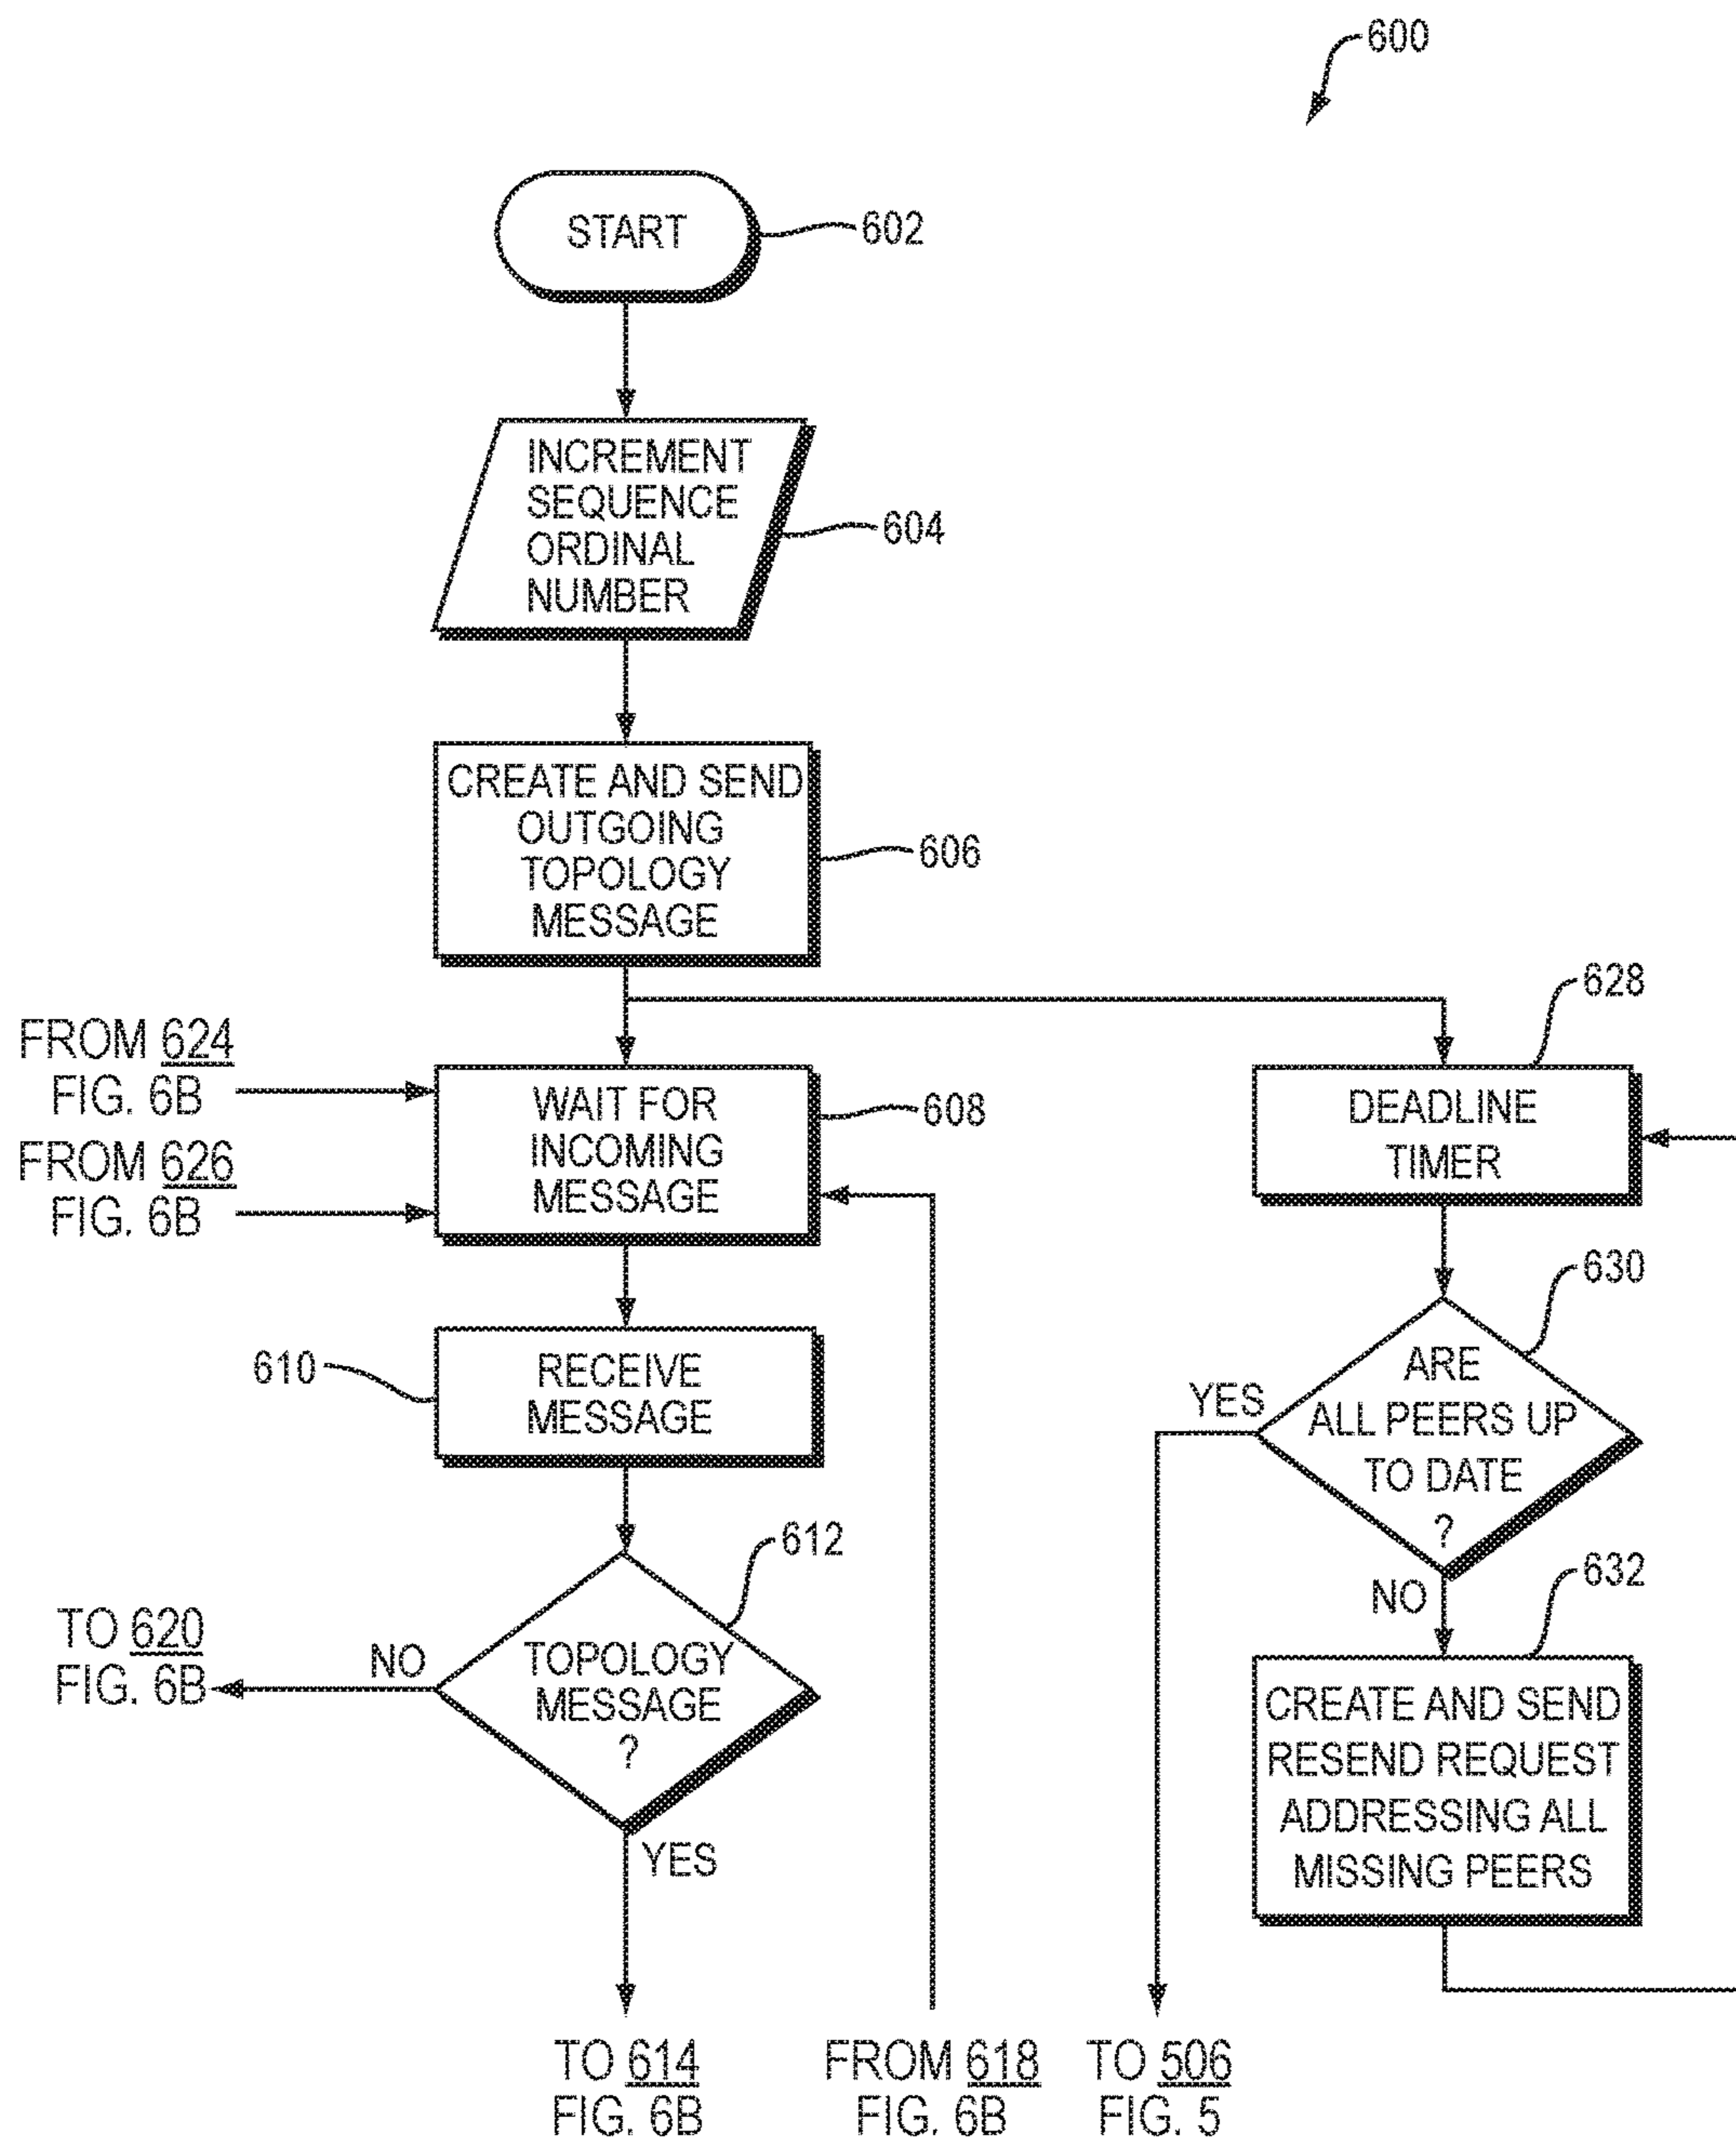 600
START
602
INCREMENT
SEQUENCE
ORDINAL
NUMBER
604
CREATE AND SEND
OUTGOING
TOPOLOGY
MESSAGE
606
FROM 624
FIG. 6B
FROM 626
FIG. 6B
WAIT FOR
INCOMING
MESSAGE
608
628
DEADLINE
TIMER
610
RECEIVE
MESSAGE
630
ARE
ALL PEERS UP
TO DATE
?
YES
NO
612
TOPOLOGY
MESSAGE
?
NO
TO 620
FIG. 6B
YES
632
CREATE AND SEND
RESEND REQUEST
ADDRESSING ALL
MISSING PEERS
TO 614
FIG. 6B
FROM 618
FIG. 6B
TO 506
FIG. 5